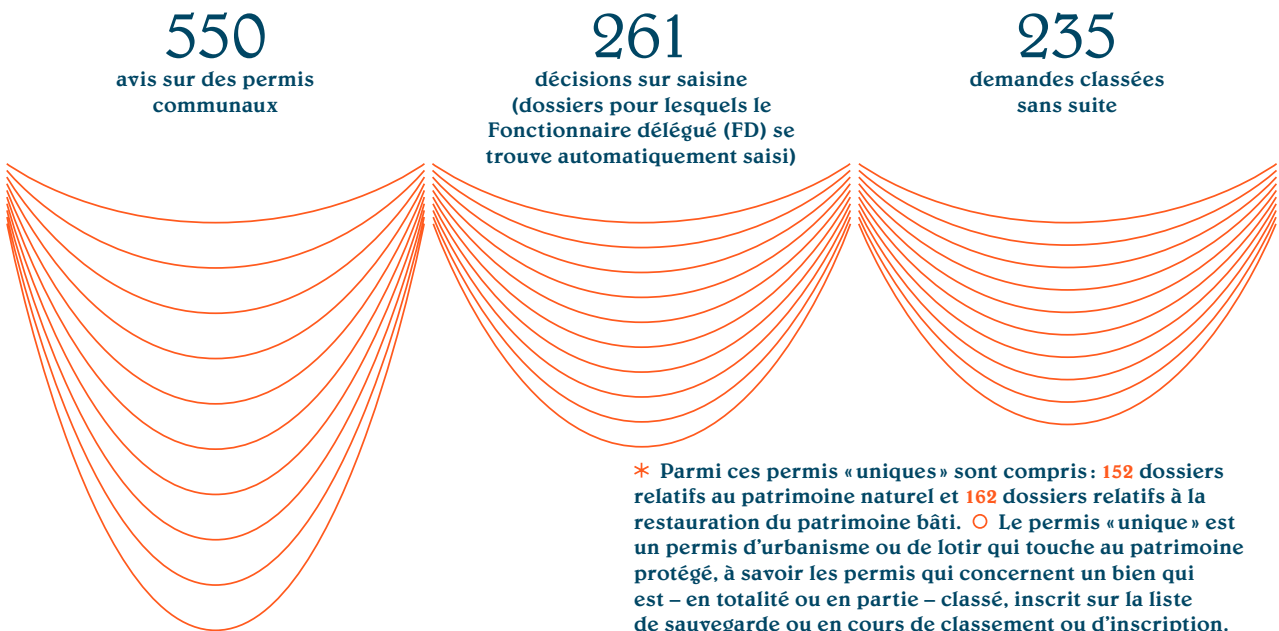 550
avis sur des permis
communaux
261
décisions sur saisine
(dossiers pour lesquels le
Fonctionnaire délégué (FD) se
trouve automatiquement saisi)
235
demandes classées
sans suite
* Parmi ces permis «uniques» sont compris: 152 dossiers
relatifs au patrimoine naturel et 162 dossiers relatifs à la
restauration du patrimoine bâti. ○ Le permis «unique» est
un permis d'urbanisme ou de lotir qui touche au patrimoine
protégé, à savoir les permis qui concernent un bien qui
est – en totalité ou en partie – classé, inscrit sur la liste
de sauvegarde ou en cours de classement ou d'inscription.